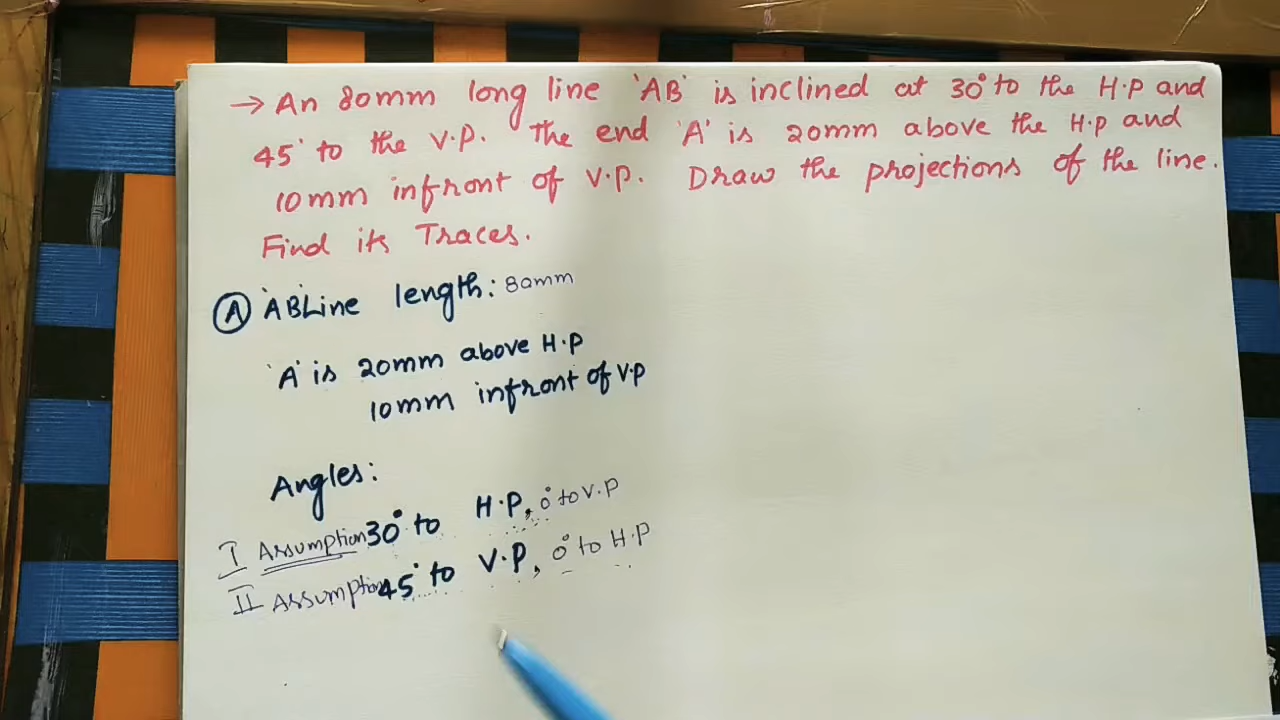 → An 80mm long line 'AB' is inclined at 30° to the H.P and
45° to the V.P. The end 'A' is 20mm above the H.p and
10mm infront of V.P. Draw the projections of the line.
Find its Traces.
Ⓐ 'AB' Line length: 80mm
'A' is 20mm above H.p
10mm infront of V.P
Angles:
I Assumption 30° to H.P, 0° to V.P
II Assumption 45° to V.P, 0° to H.P